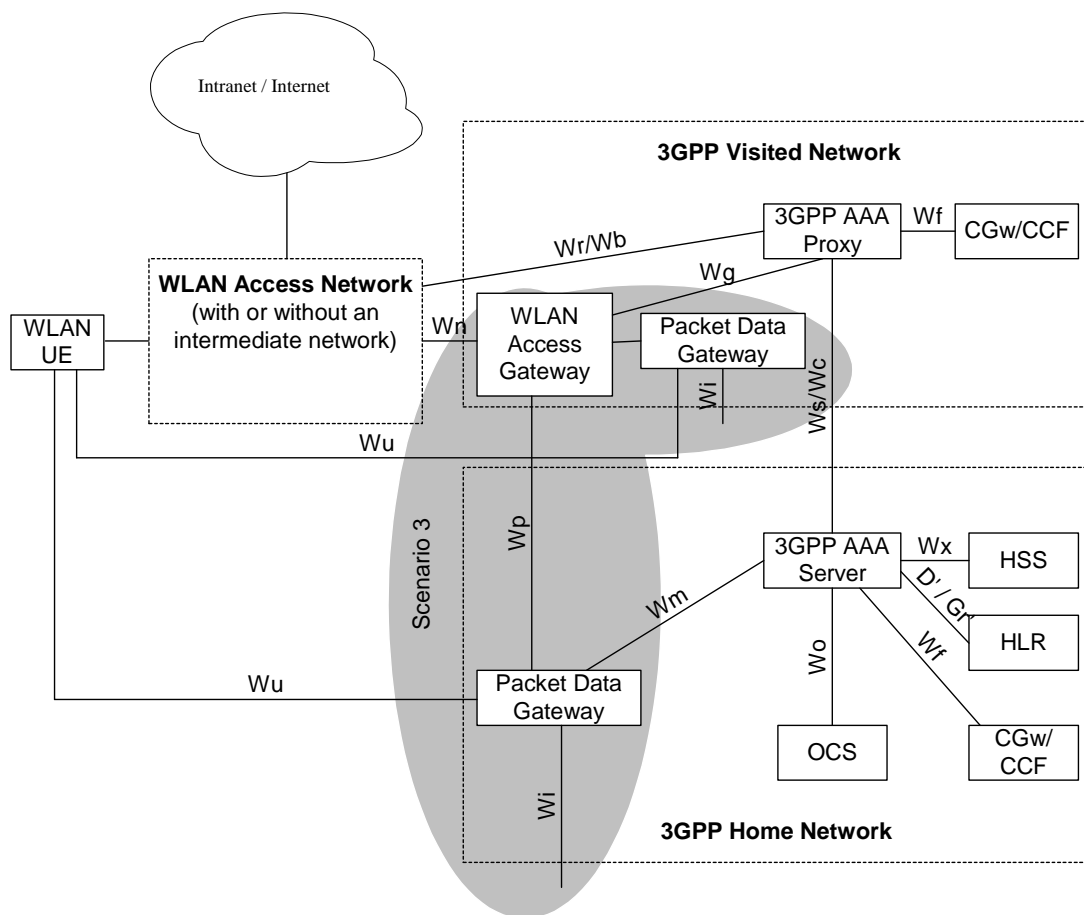 Intranet / Internet
3GPP Visited Network
3GPP AAA
Proxy
Wf
CGw/CCF
Wr/Wb
Wg
WLAN Access Network
(with or without an
intermediate network)
WLAN
UE
Wn
WLAN
Access
Gateway
Packet Data
Gateway
Wi
Ws/Wc
Wu
Scenario 3
Wp
3GPP AAA
Server
Wx
HSS
D' / Gr'
HLR
Wm
Wo
Wf
Wu
Packet Data
Gateway
OCS
CGw/
CCF
Wi
3GPP Home Network